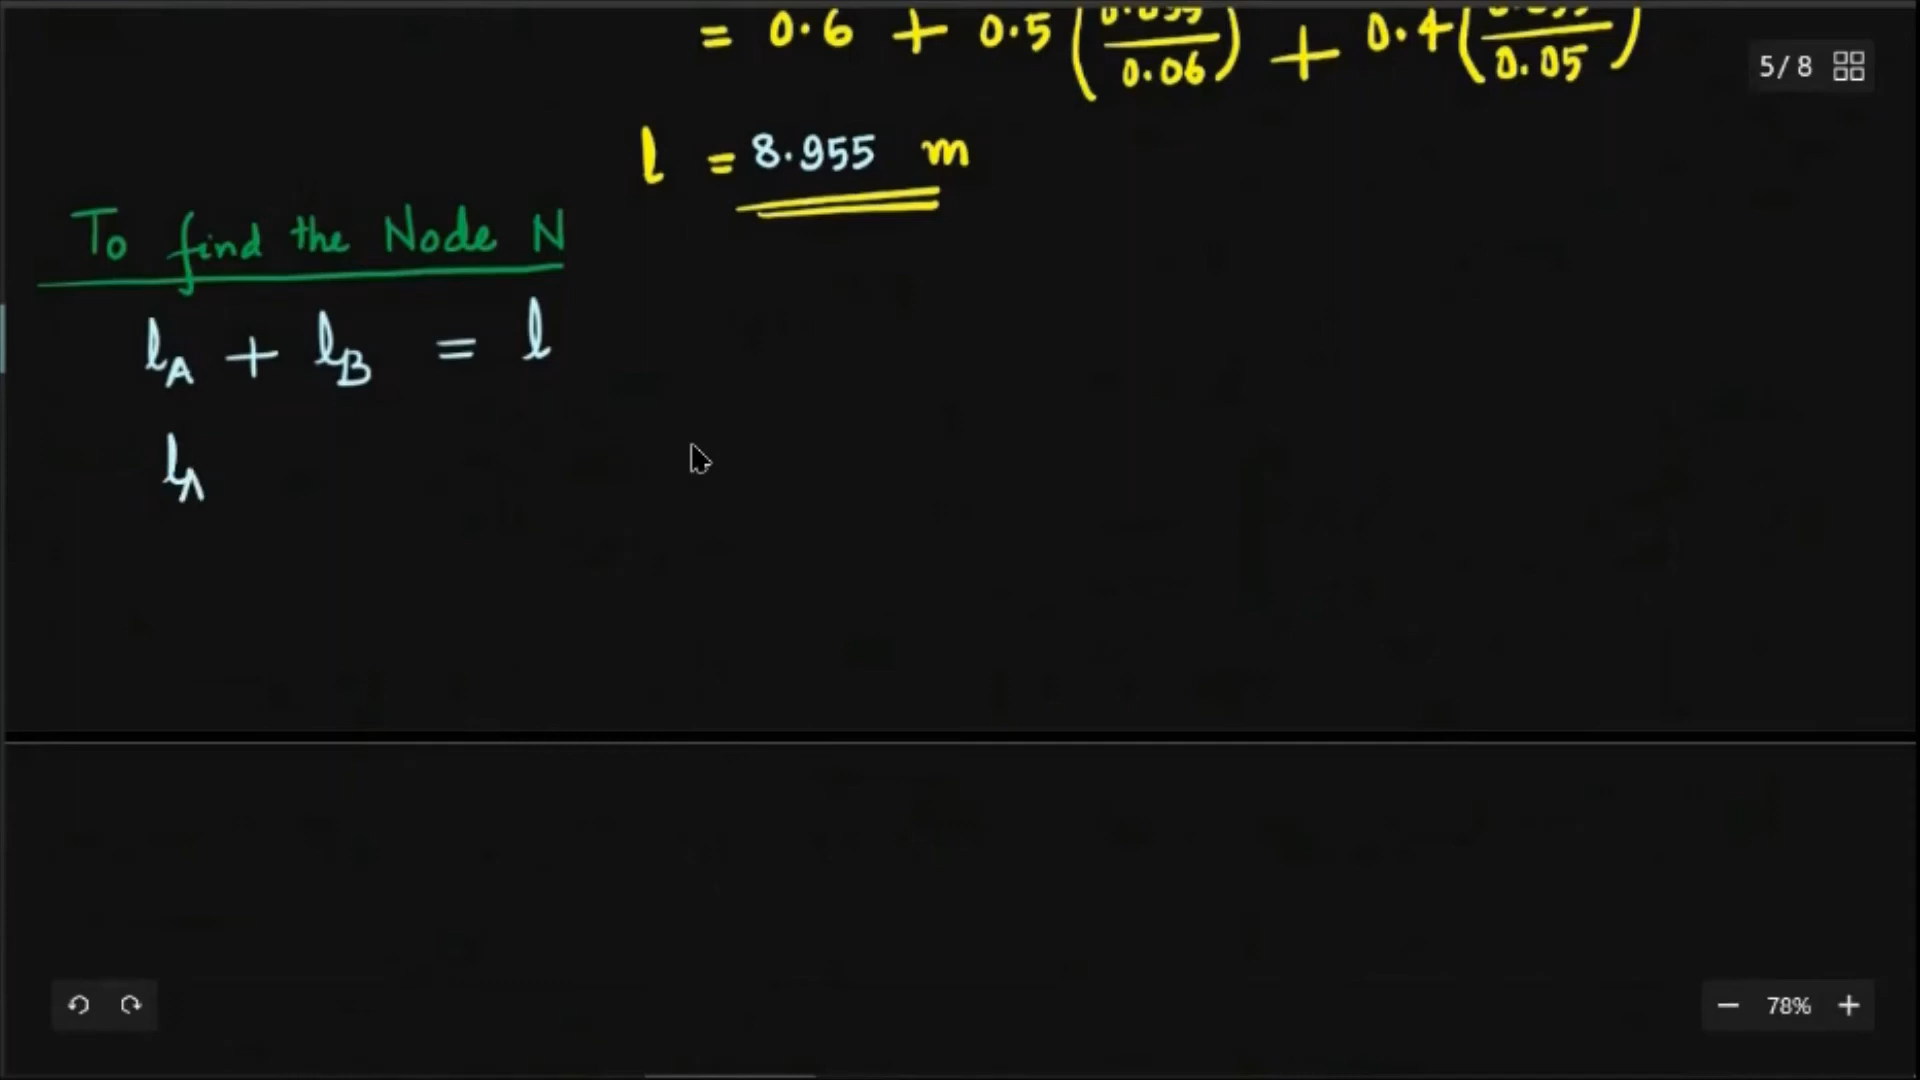 = 0.6 + 0.5 ( / 0.06 ) + 0.4 ( / 0.05 )
5/8
l = 8.955 m
To find the Node N
l_A + l_B = l
l_A
78%